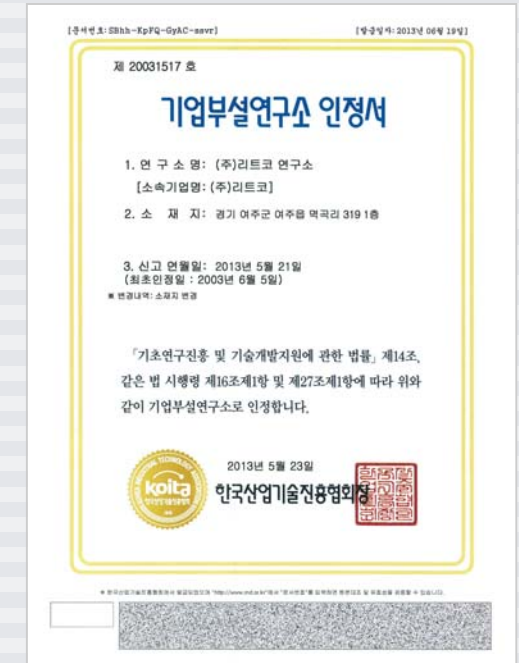 [문서번호:SBhh-KpFQ-GyAC-asvr] [발급일자:2013년 06월 19일]
제 20031517 호
기업부설연구소 인정서
1. 연 구 소 명: (주)리트코 연구소
[소속기업명: (주)리트코]
2. 소 재 지: 경기 여주군 여주읍 멱곡리 319 1층
3. 신고 연월일: 2013년 5월 21일
(최초인정일 : 2003년 6월 5일)
※ 변경내역: 소재지 변경
「기초연구진흥 및 기술개발지원에 관한 법률」 제14조,
같은 법 시행령 제16조제1항 및 제27조제1항에 따라 위와
같이 기업부설연구소로 인정합니다.
2013년 5월 23일
koita
한국산업기술진흥협회장